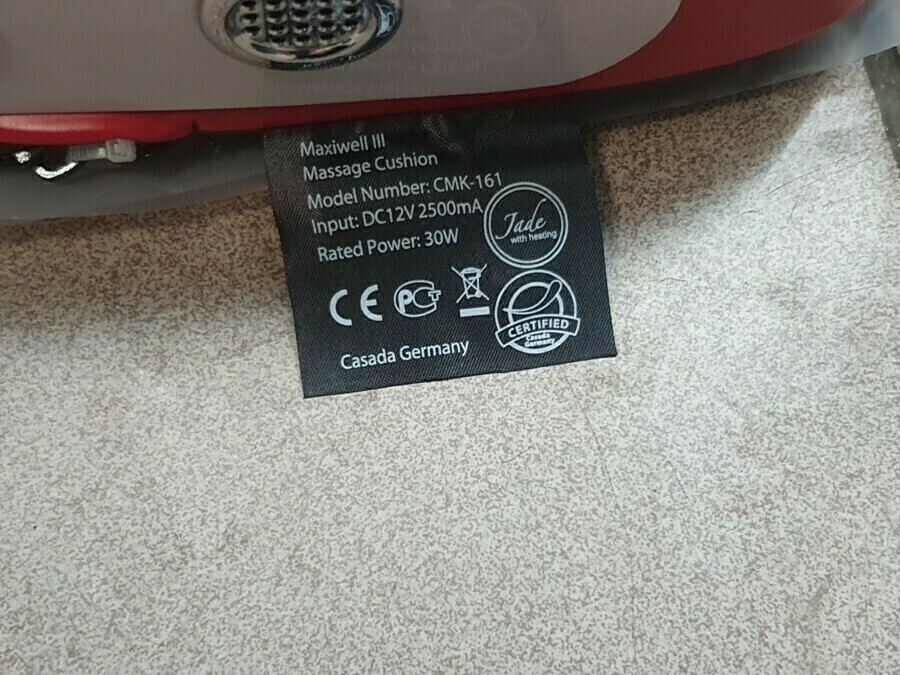 Maxiwell III
Massage Cushion
Model Number: CMK-161
Input: DC12V 2500mA
Rated Power: 30W
Jade
with heating
CE PCT
CERTIFIED
Casada
Germany
Casada Germany